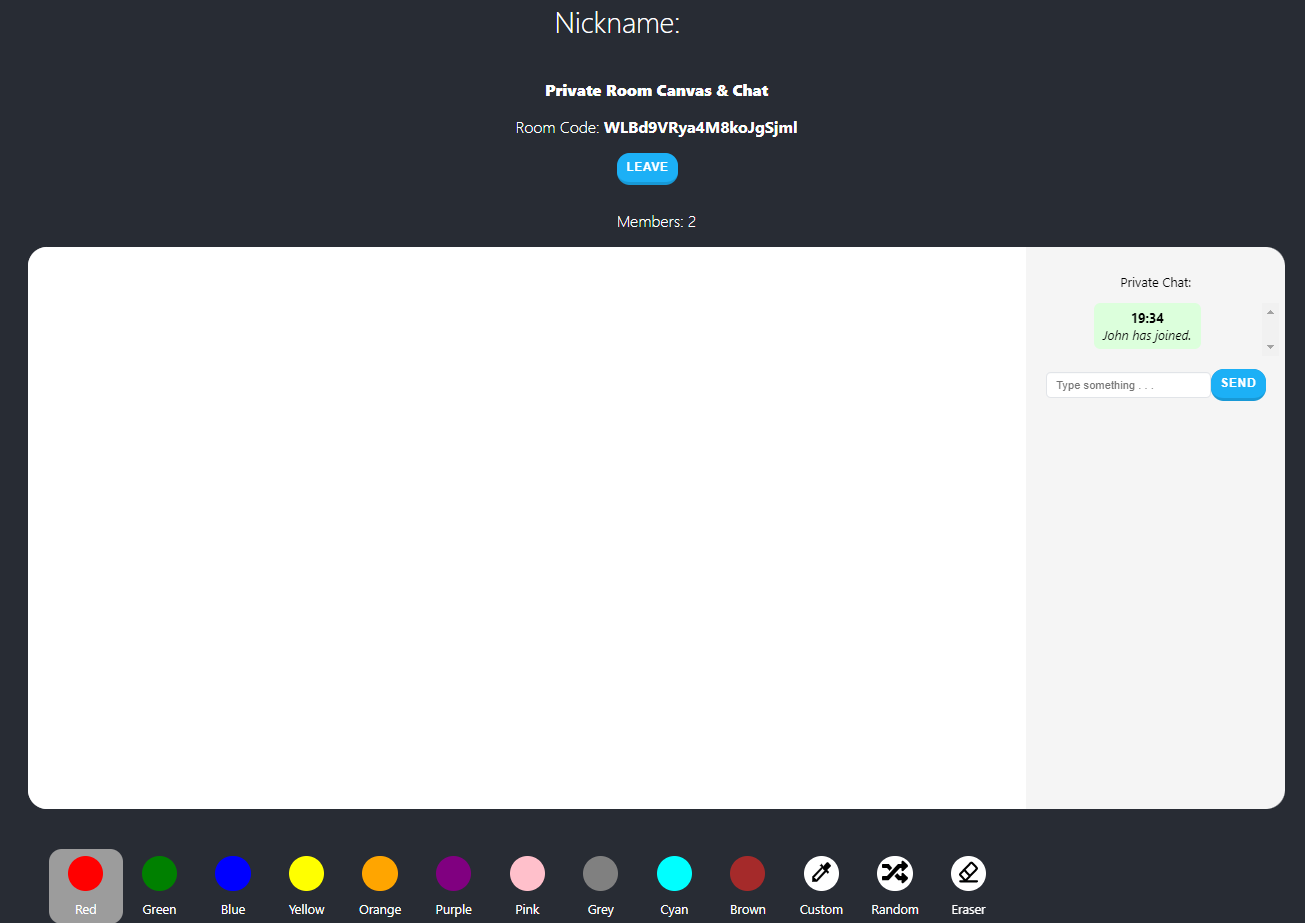 Nickname:
Private Room Canvas & Chat
Room Code: WLBd9VRya4M8koJgSjml
LEAVE
Members: 2
Private Chat:
19:34
John has joined.
Type something . . .
SEND
Red
Green
Blue
Yellow
Orange
Purple
Pink
Grey
Cyan
Brown
Custom
Random
Eraser